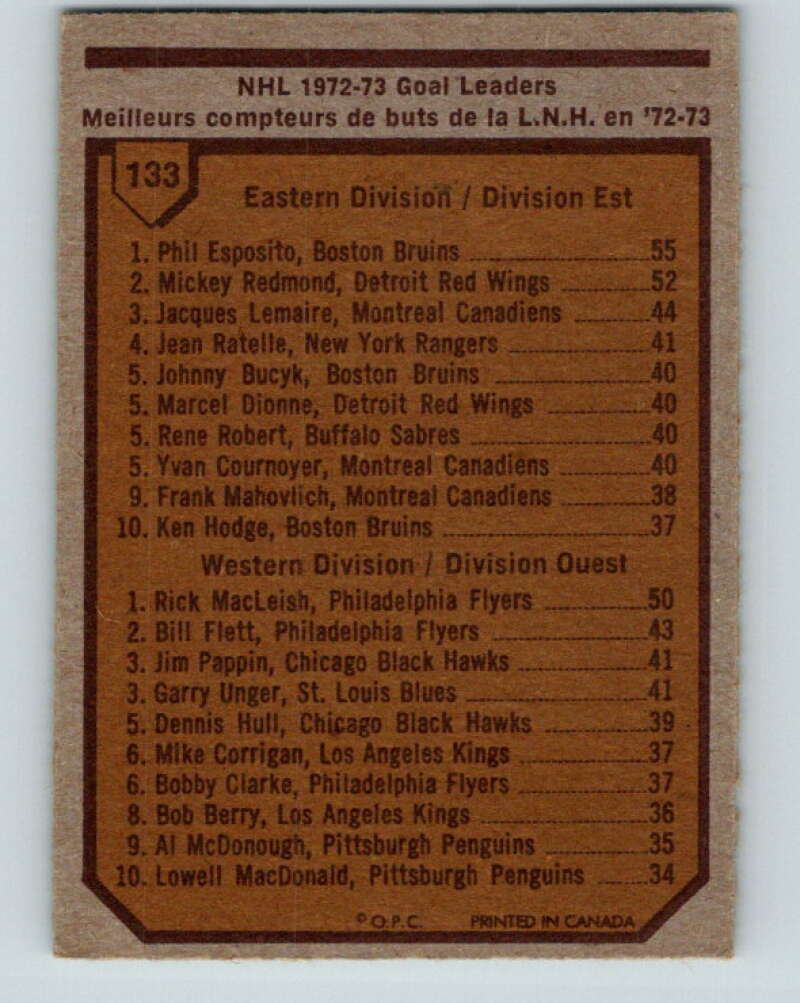 NHL 1972-73 Goal Leaders
Meilleurs compteurs de buts de la L.N.H. en '72-73
133
Eastern Division / Division Est
1. Phil Esposito, Boston Bruins 55
2. Mickey Redmond, Detroit Red Wings 52
3. Jacques Lemaire, Montreal Canadiens 44
4. Jean Ratelle, New York Rangers 41
5. Johnny Bucyk, Boston Bruins 40
5. Marcel Dionne, Detroit Red Wings 40
5. Rene Robert, Buffalo Sabres 40
5. Yvan Cournoyer, Montreal Canadiens 40
9. Frank Mahovlich, Montreal Canadiens 38
10. Ken Hodge, Boston Bruins 37
Western Division / Division Ouest
1. Rick MacLeish, Philadelphia Flyers 50
2. Bill Flett, Philadelphia Flyers 43
3. Jim Pappin, Chicago Black Hawks 41
3. Garry Unger, St. Louis Blues 41
5. Dennis Hull, Chicago Black Hawks 39
6. Mike Corrigan, Los Angeles Kings 37
6. Bobby Clarke, Philadelphia Flyers 37
8. Bob Berry, Los Angeles Kings 36
9. Al McDonough, Pittsburgh Penguins 35
10. Lowell MacDonald, Pittsburgh Penguins 34
© O.P.C. PRINTED IN CANADA